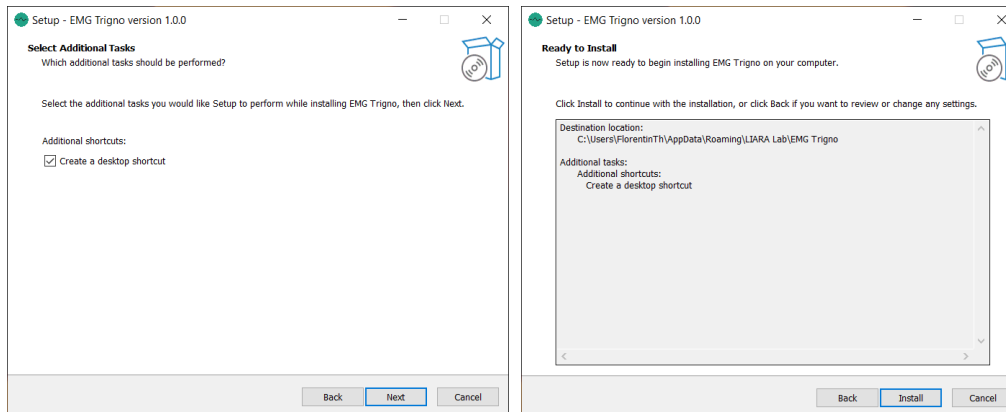 Setup - EMG Trigno version 1.0.0
Select Additional Tasks
Which additional tasks should be performed?
Select the additional tasks you would like Setup to perform while installing EMG Trigno, then click Next.
Additional shortcuts:
Create a desktop shortcut
Back Next Cancel
Setup - EMG Trigno version 1.0.0
Ready to Install
Setup is now ready to begin installing EMG Trigno on your computer.
Click Install to continue with the installation, or click Back if you want to review or change any settings.
Destination location:
C:\Users\FlorentinTh\AppData\Roaming\LIARA Lab\EMG Trigno
Additional tasks:
Additional shortcuts:
Create a desktop shortcut
Back Install Cancel